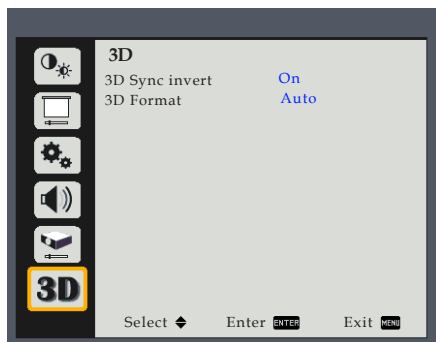 3D
3D Sync invert On
3D Format Auto
3D
Select Enter ENTER Exit MENU